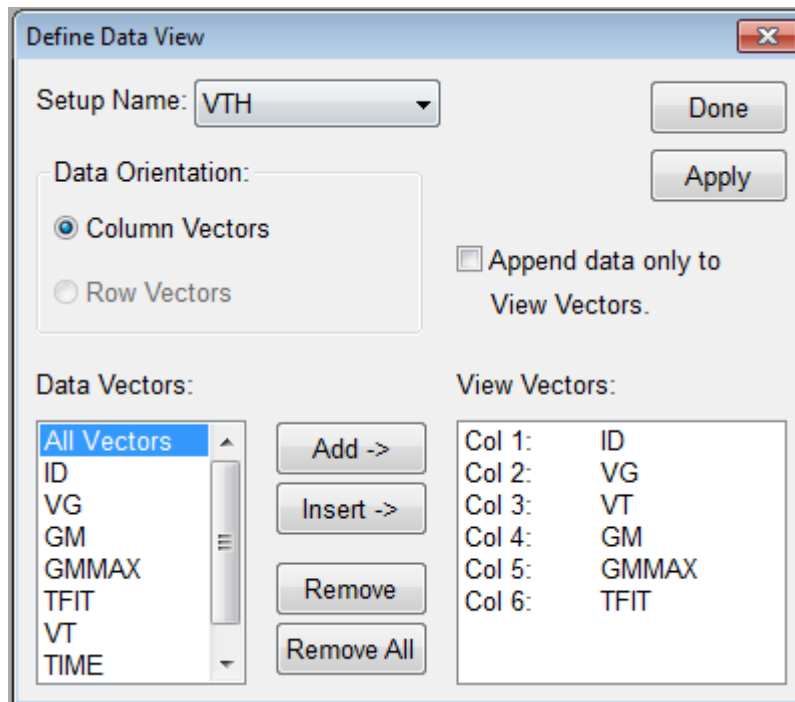 Define Data View
Setup Name: VTH
Done
Data Orientation:
Apply
Column Vectors
Append data only to
View Vectors.
Row Vectors
Data Vectors:
All Vectors
ID
VG
GM
GMMAX
TFIT
VT
TIME
Add ->
Insert ->
Remove
Remove All
View Vectors:
Col 1: ID
Col 2: VG
Col 3: VT
Col 4: GM
Col 5: GMMAX
Col 6: TFIT